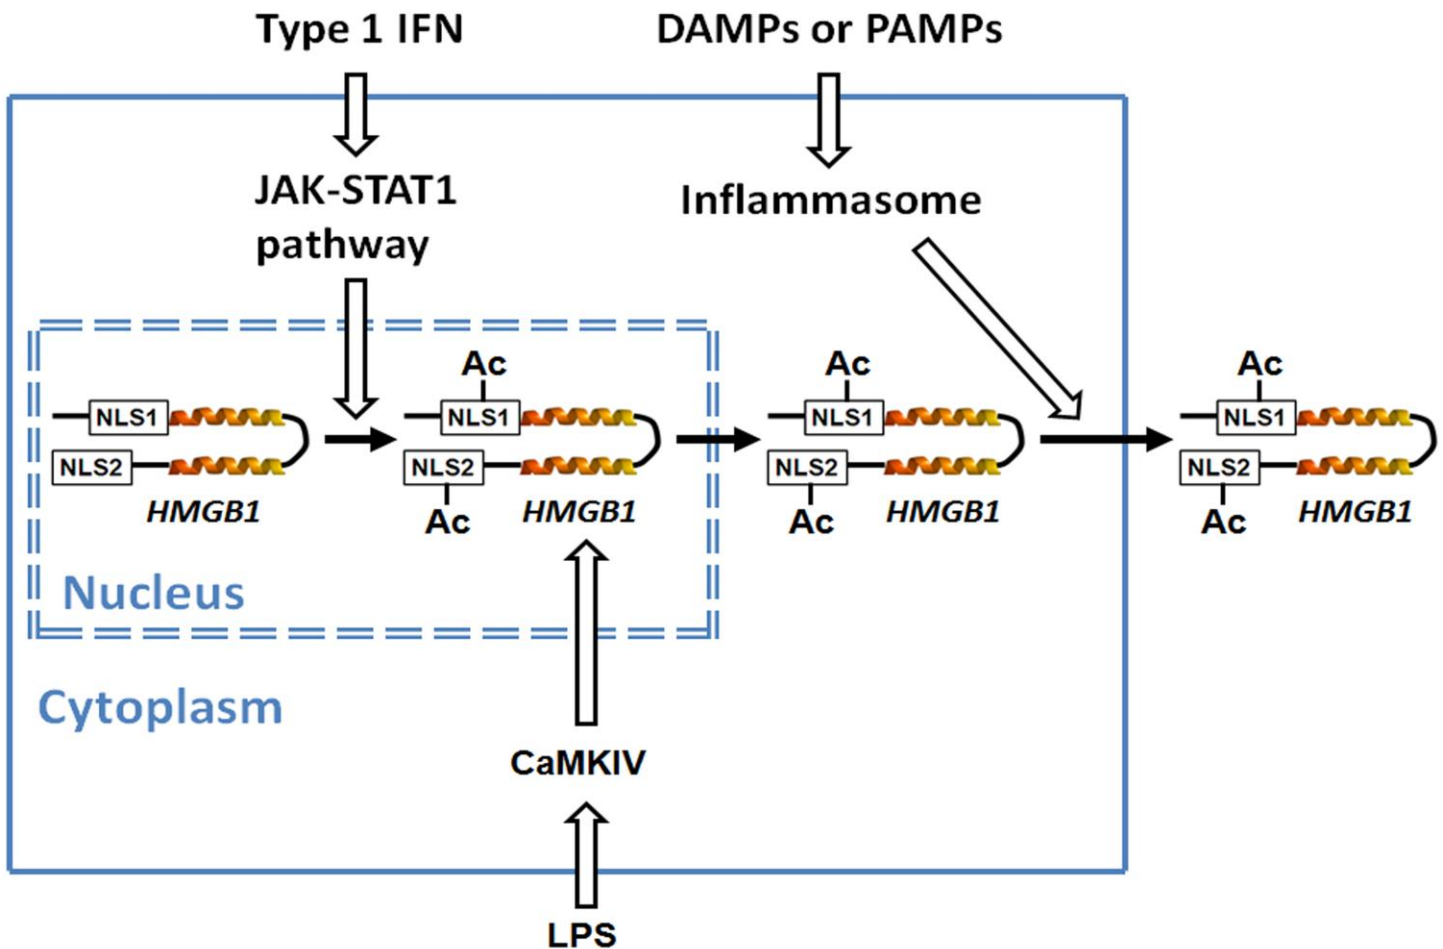 Type 1 IFN
DAMPs or PAMPs
JAK-STAT1
pathway
Inflammasome
Ac
Ac
Ac
NLS1
NLS1
NLS1
NLS1
NLS2
NLS2
NLS2
NLS2
HMGB1
HMGB1
HMGB1
HMGB1
Ac
Ac
Ac
Nucleus
Cytoplasm
CaMKIV
LPS